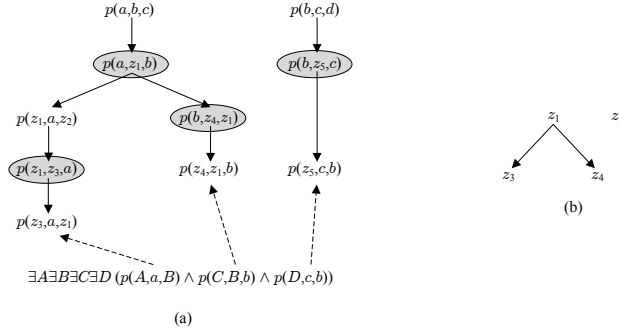 p(a,b,c) p(b,c,d)
p(a,z₁,b) p(b,z₅,c)
p(z₁,a,z₂) p(b,z₄,z₁) z₁ z
p(z₁,z₃,a) p(z₄,z₁,b) p(z₅,c,b) z₃ z₄
(b)
p(z₃,a,z₁)
∃A∃B∃C∃D (p(A,a,B) ∧ p(C,B,b) ∧ p(D,c,b))
(a)